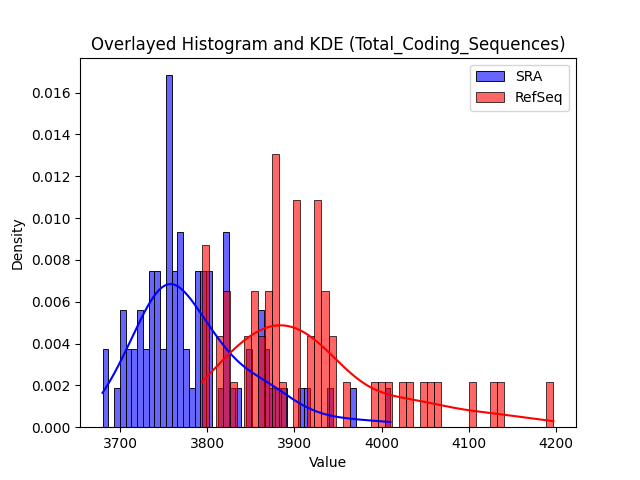 Overlayed Histogram and KDE (Total_Coding_Sequences)
SRA
RefSeq
Density
0.016
0.014
0.012
0.010
0.008
0.006
0.004
0.002
0.000
3700 3800 3900 4000 4100 4200
Value